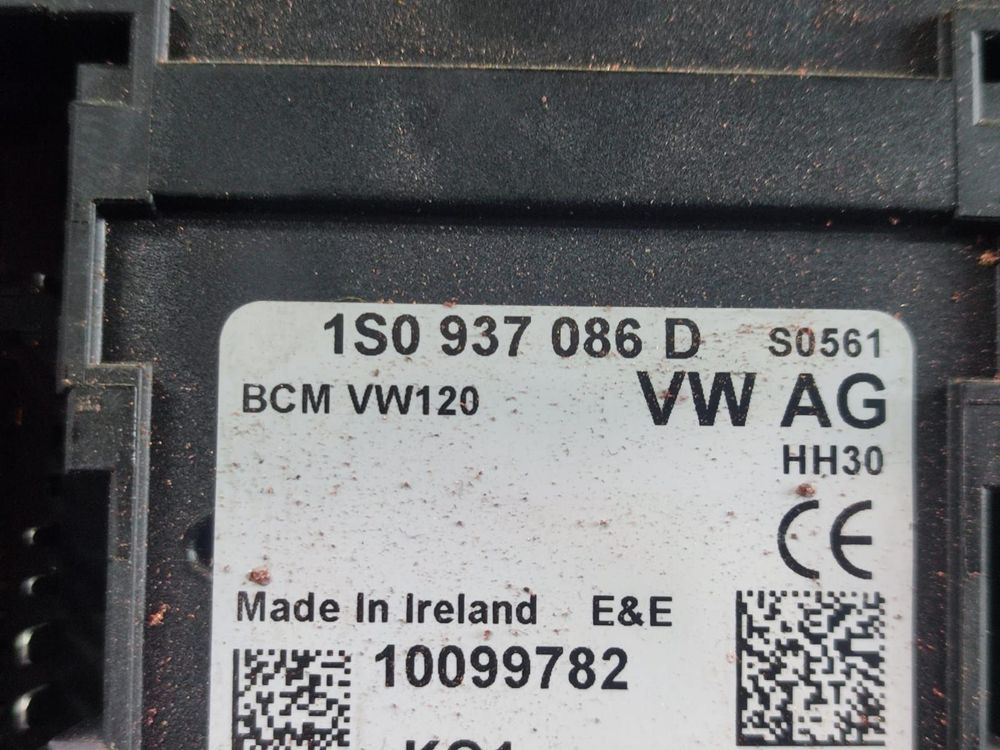 1S0 937 086 D S0561
BCM VW120 VW AG
HH30
CE
Made In Ireland E&E
10099782